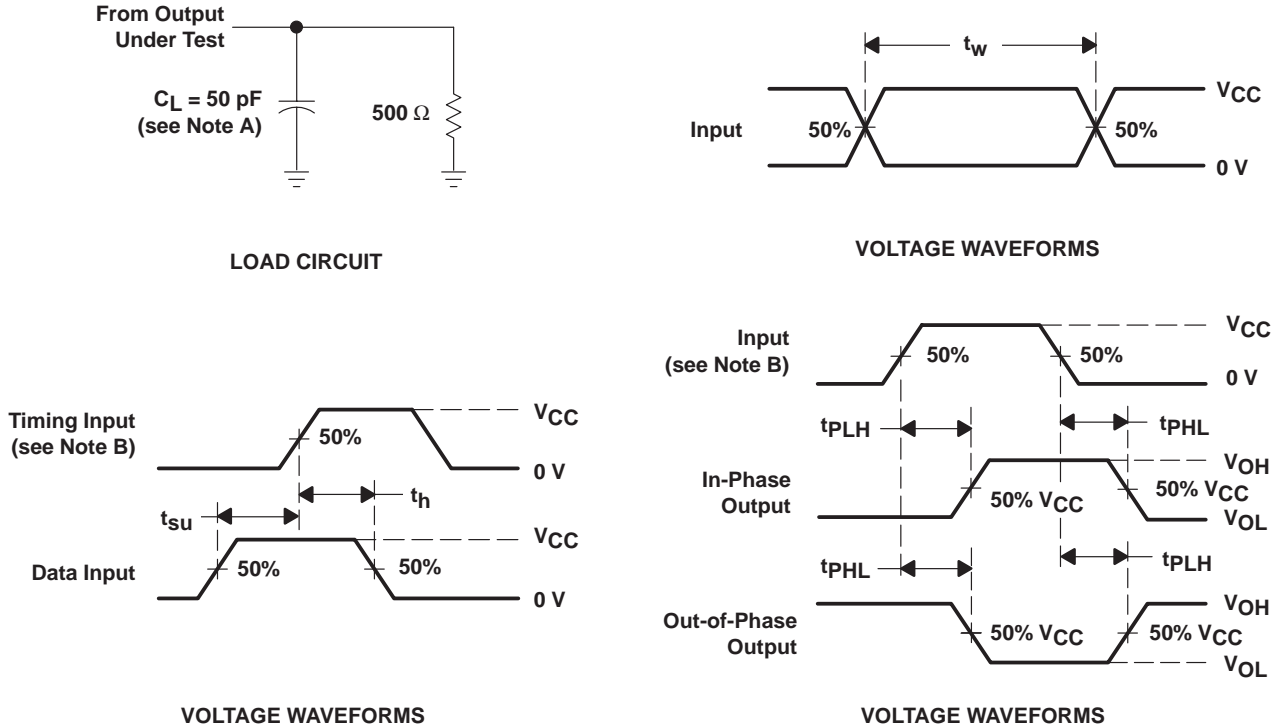 From Output
Under Test
CL = 50 pF
(see Note A)
500 Ω
LOAD CIRCUIT
tw
Input
50%
50%
VCC
0 V
VOLTAGE WAVEFORMS
Timing Input
(see Note B)
50%
VCC
0 V
th
tsu
Data Input
50%
50%
VCC
0 V
VOLTAGE WAVEFORMS
Input
(see Note B)
50%
50%
VCC
0 V
tPLH
tPHL
In-Phase
Output
50% VCC
50% VCC
VOH
VOL
tPHL
tPLH
Out-of-Phase
Output
50% VCC
50% VCC
VOH
VOL
VOLTAGE WAVEFORMS